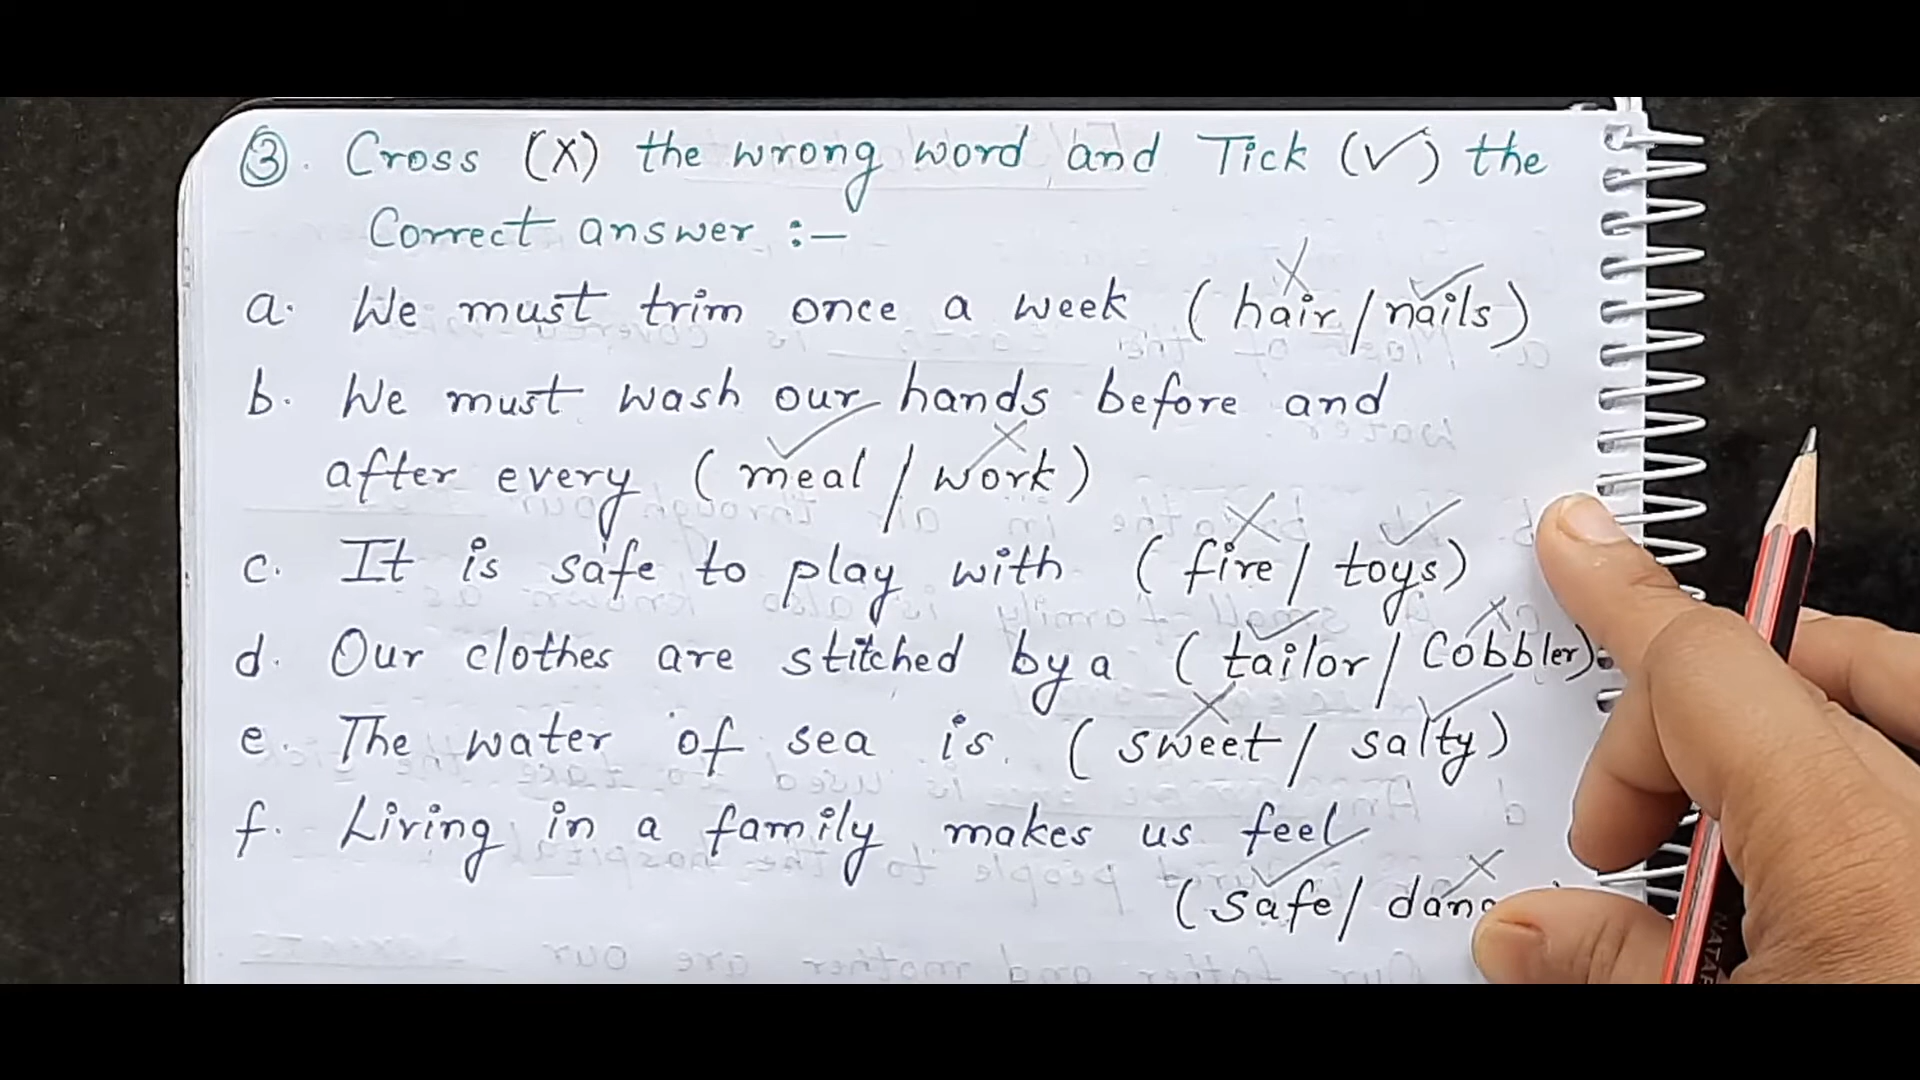 ③. Cross (X) the wrong word and Tick (✓) the
Correct answer :-
a. We must trim once a week (hair/nails)
b. We must wash our hands before and
after every (meal/work)
c. It is safe to play with (fire/toys)
d. Our clothes are stitched by a (tailor/Cobbler)
e. The water of sea is. (sweet/salty)
f. Living in a family makes us feel
(safe/